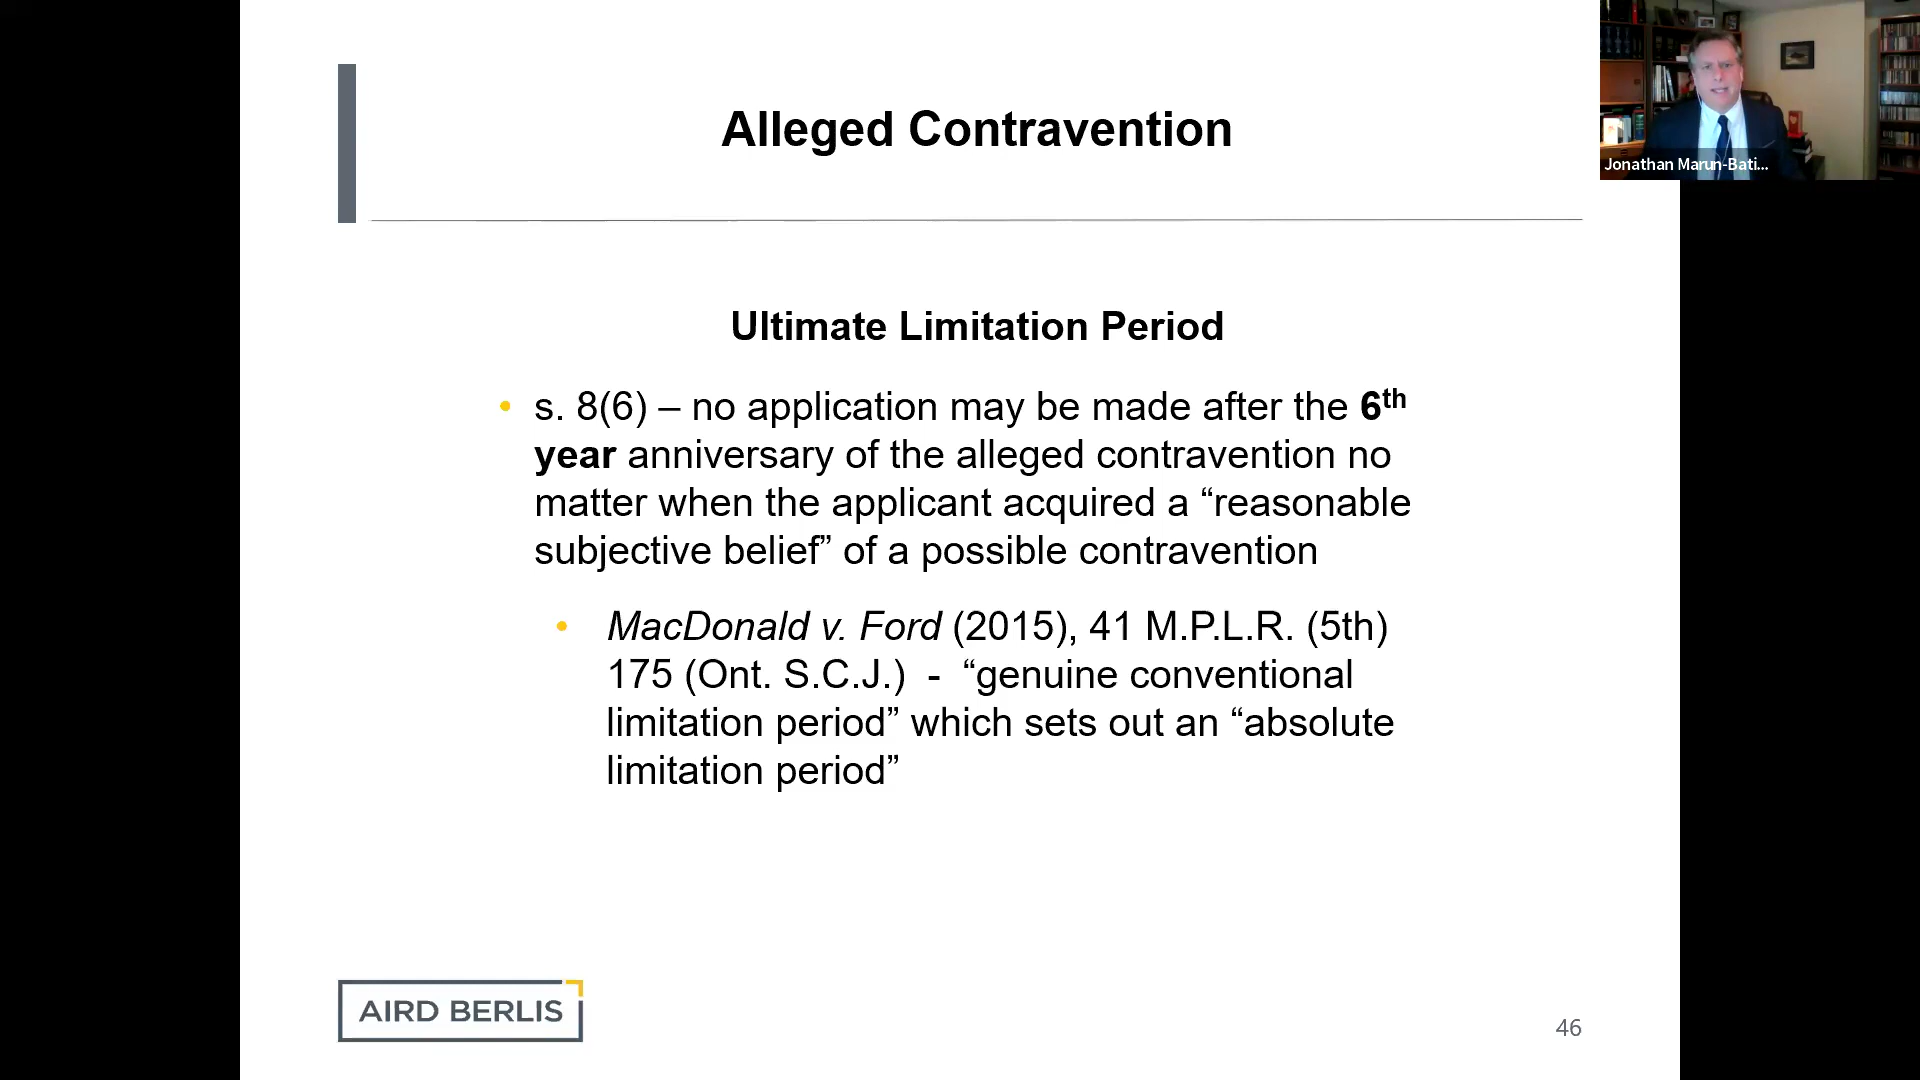 Alleged Contravention
Jonathan Marun-Bati...
Ultimate Limitation Period
• s. 8(6) – no application may be made after the 6th
year anniversary of the alleged contravention no
matter when the applicant acquired a “reasonable
subjective belief” of a possible contravention
• MacDonald v. Ford (2015), 41 M.P.L.R. (5th)
175 (Ont. S.C.J.) - “genuine conventional
limitation period” which sets out an “absolute
limitation period”
AIRD BERLIS
46